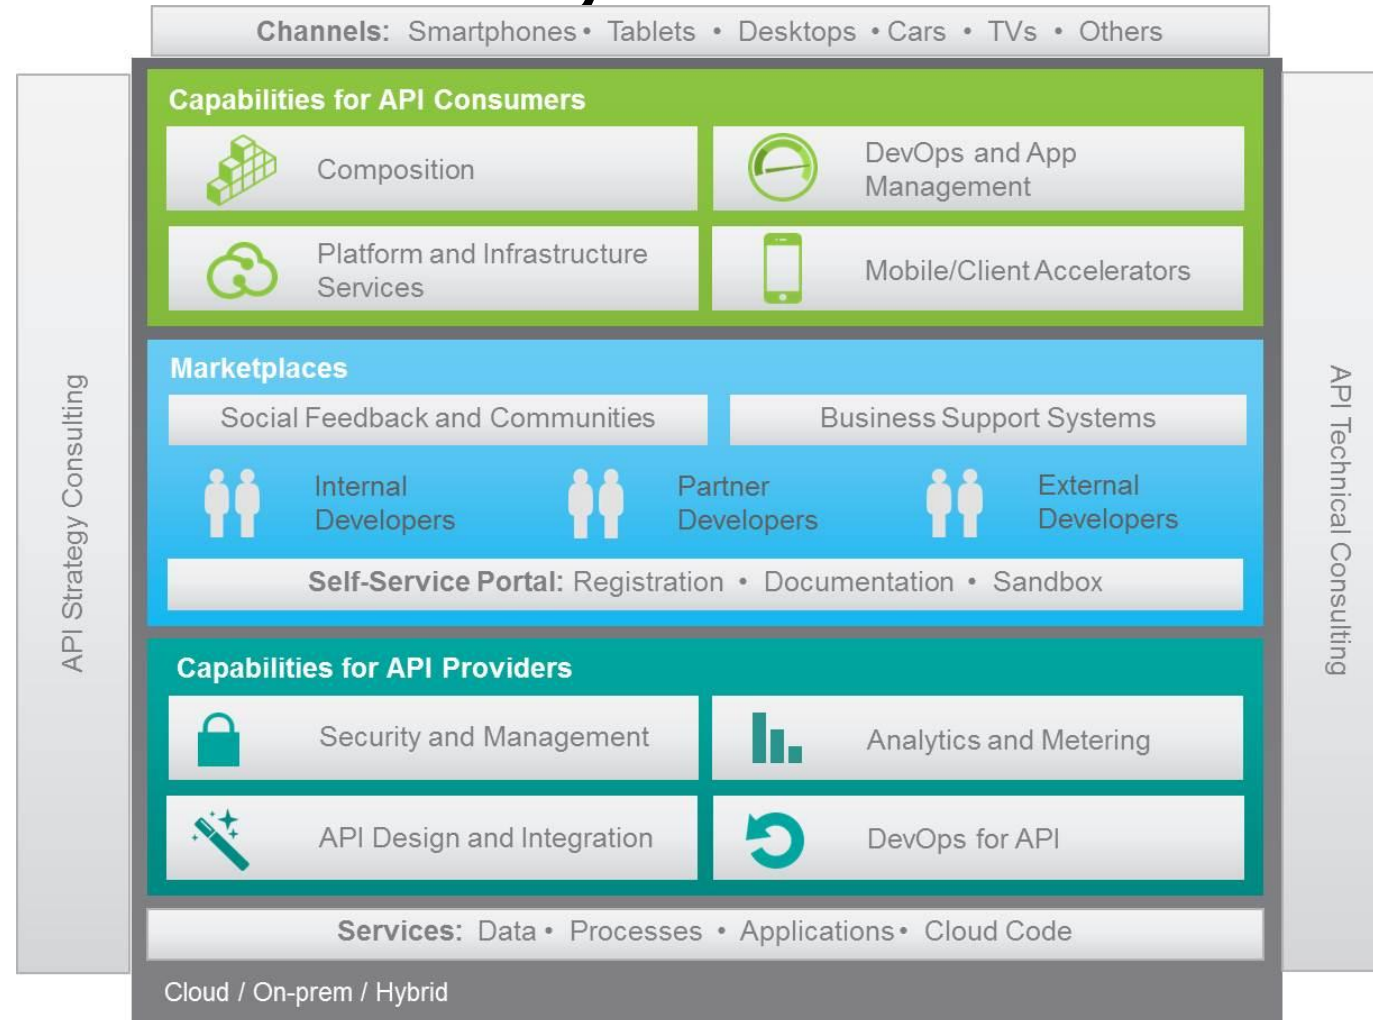 Channels: Smartphones • Tablets • Desktops • Cars • TVs • Others
Capabilities for API Consumers
Composition
DevOps and App
Management
Platform and Infrastructure
Services
Mobile/Client Accelerators
Marketplaces
Social Feedback and Communities
Business Support Systems
Internal
Developers
Partner
Developers
External
Developers
Self-Service Portal: Registration • Documentation • Sandbox
Capabilities for API Providers
Security and Management
Analytics and Metering
API Design and Integration
DevOps for API
Services: Data • Processes • Applications • Cloud Code
Cloud / On-prem / Hybrid
API Strategy Consulting
API Technical Consulting